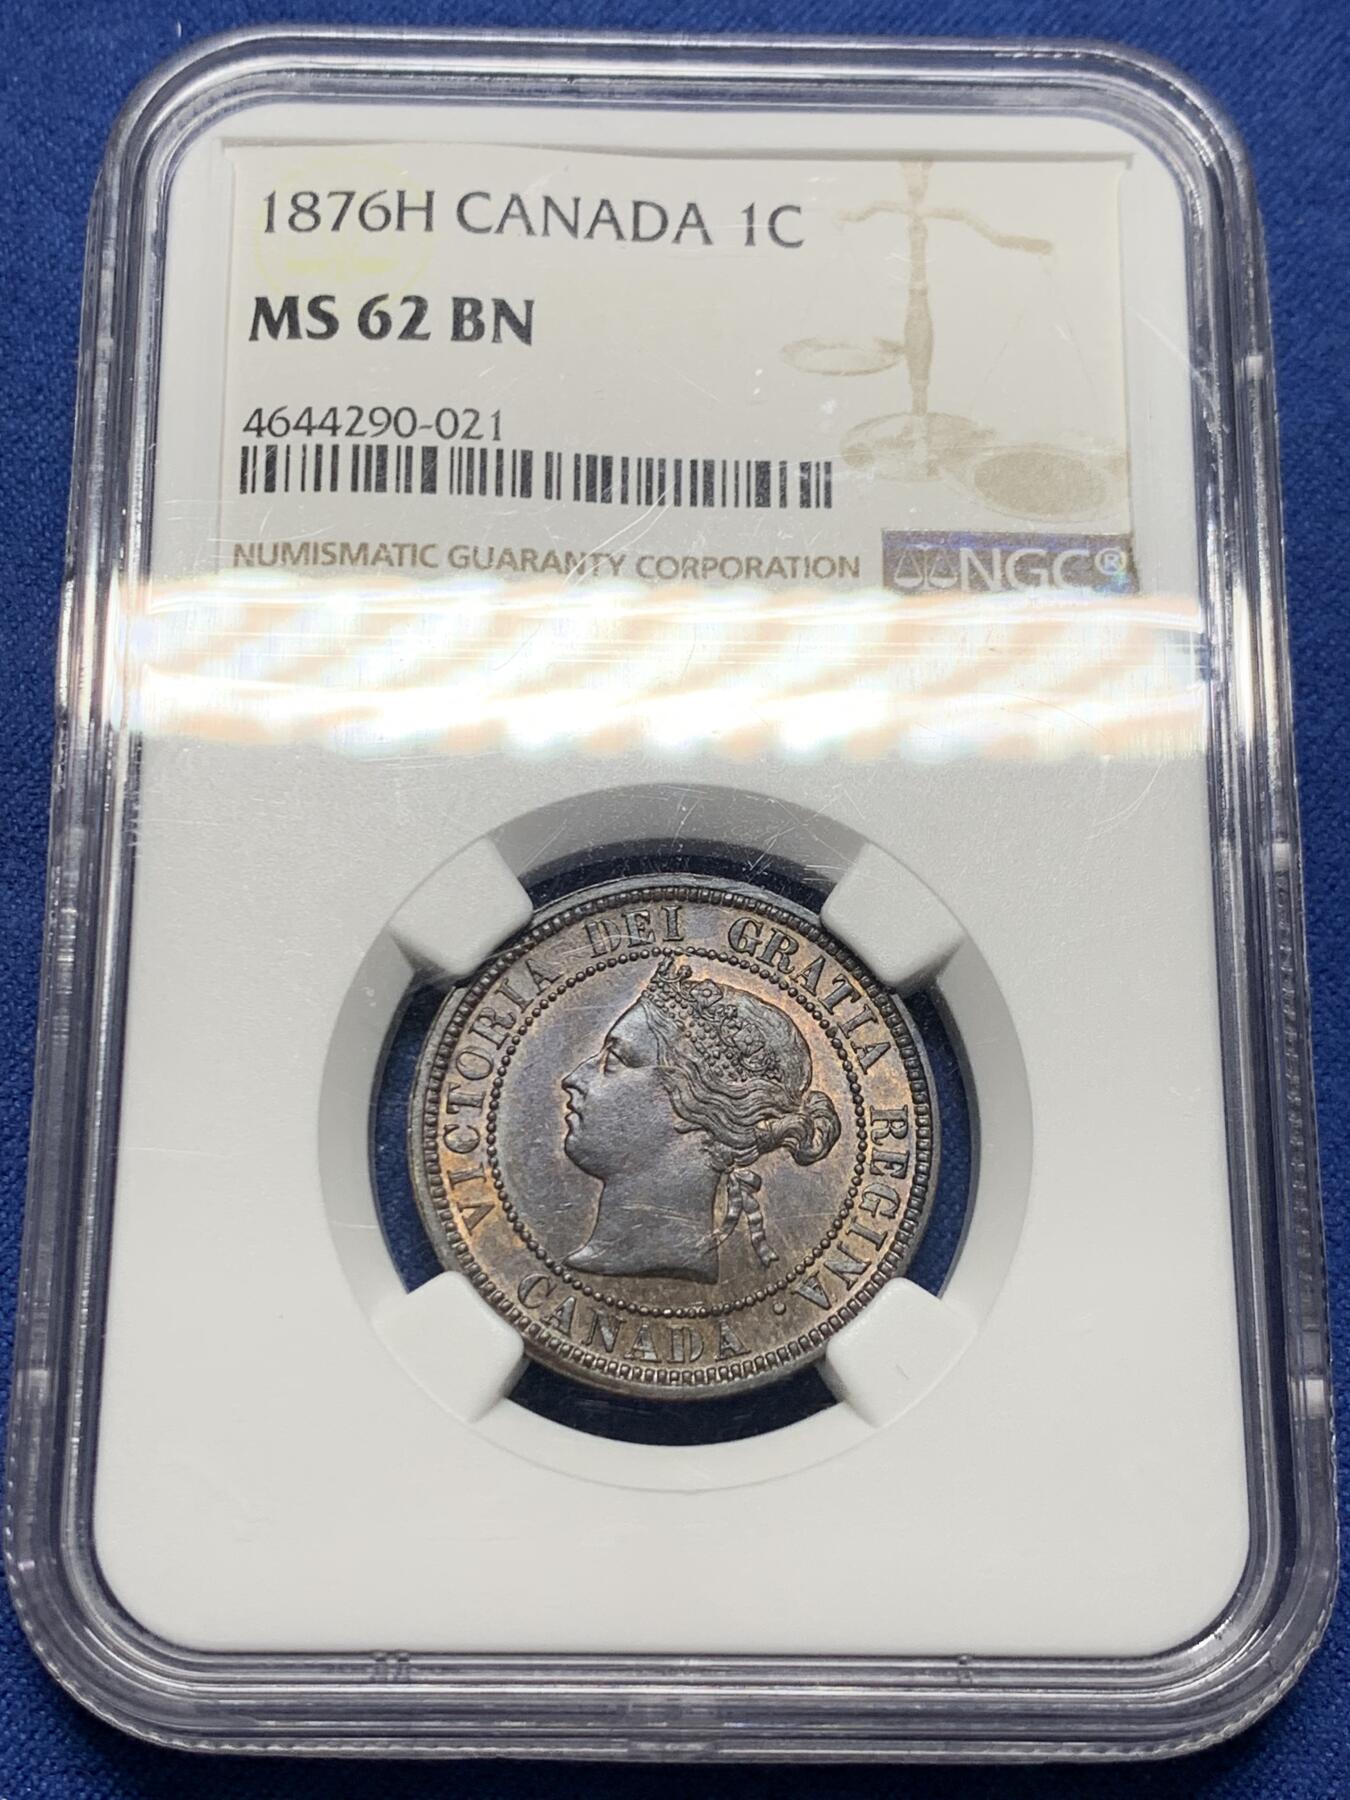 1876H CANADA 1C
MS 62 BN
4644290-021
NUMISMATIC GUARANTY CORPORATION
NGC®
VICTORIA DEI GRATIA REGINA ·
CANADA